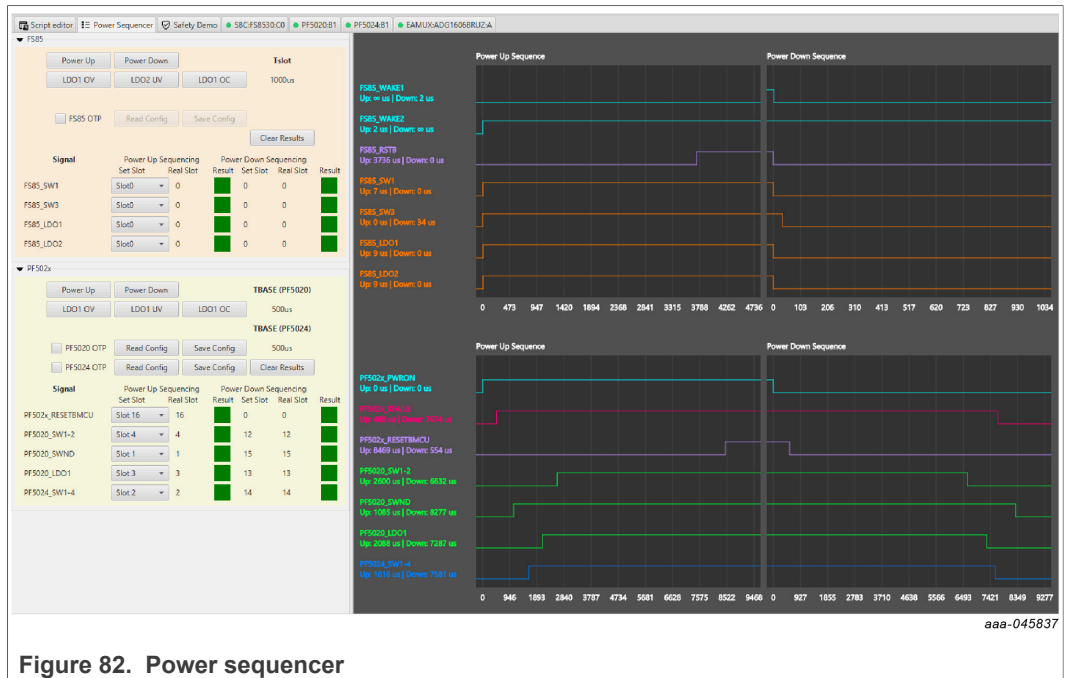 Script editor Power Sequencer Safety Demo SBC:FS8530:C0 PF5020:B1 PF5024:B1 EAMUX:ADG1606BRUZ:A
FS85
Power Up Power Down Tslot
LDO1 OV LDO2 UV LDO1 OC 1000us
FS85 OTP Read Config Save Config
Clear Results
Signal Power Up Sequencing Power Down Sequencing
Set Slot Real Slot Result Set Slot Real Slot Result
FS85_SW1 Slot0 0 0 0
FS85_SW3 Slot0 0 0 0
FS85_LDO1 Slot0 0 0 0
FS85_LDO2 Slot0 0 0 0
PF502x
Power Up Power Down TBASE (PF5020)
LDO1 OV LDO1 UV LDO1 OC 500us
TBASE (PF5024)
PF5020 OTP Read Config Save Config 500us
PF5024 OTP Read Config Save Config Clear Results
Signal Power Up Sequencing Power Down Sequencing
Set Slot Real Slot Result Set Slot Real Slot Result
PF502x_RESETBMCU Slot 16 16 0 0
PF5020_SW1-2 Slot 4 4 12 12
PF5020_SWND Slot 1 1 15 15
PF5020_LDO1 Slot 3 3 13 13
PF5024_SW1-4 Slot 2 2 14 14
Power Up Sequence Power Down Sequence
FS85_WAKE1
Up: ∞ us | Down: 2 us
FS85_WAKE2
Up: 2 us | Down: ∞ us
FS85_RSTB
Up: 3736 us | Down: 0 us
FS85_SW1
Up: 7 us | Down: 0 us
FS85_SW3
Up: 0 us | Down: 34 us
FS85_LDO1
Up: 9 us | Down: 0 us
FS85_LDO2
Up: 9 us | Down: 0 us
0 473 947 1420 1894 2368 2841 3315 3788 4262 4736 0 103 206 310 413 517 620 723 827 930 1034
Power Up Sequence Power Down Sequence
PF502x_PWRON
Up: 0 us | Down: 0 us
PF502x_RESETBMCU
Up: 8469 us | Down: 554 us
PF5020_SW1-2
Up: 2600 us | Down: 6632 us
PF5020_SWND
Up: 1085 us | Down: 8277 us
PF5020_LDO1
Up: 2088 us | Down: 7287 us
PF5024_SW1-4
Up: 1616 us | Down: 7581 us
0 946 1893 2840 3787 4734 5681 6628 7575 8522 9466 0 927 1855 2783 3710 4638 5566 6493 7421 8349 9277
aaa-045837
Figure 82. Power sequencer